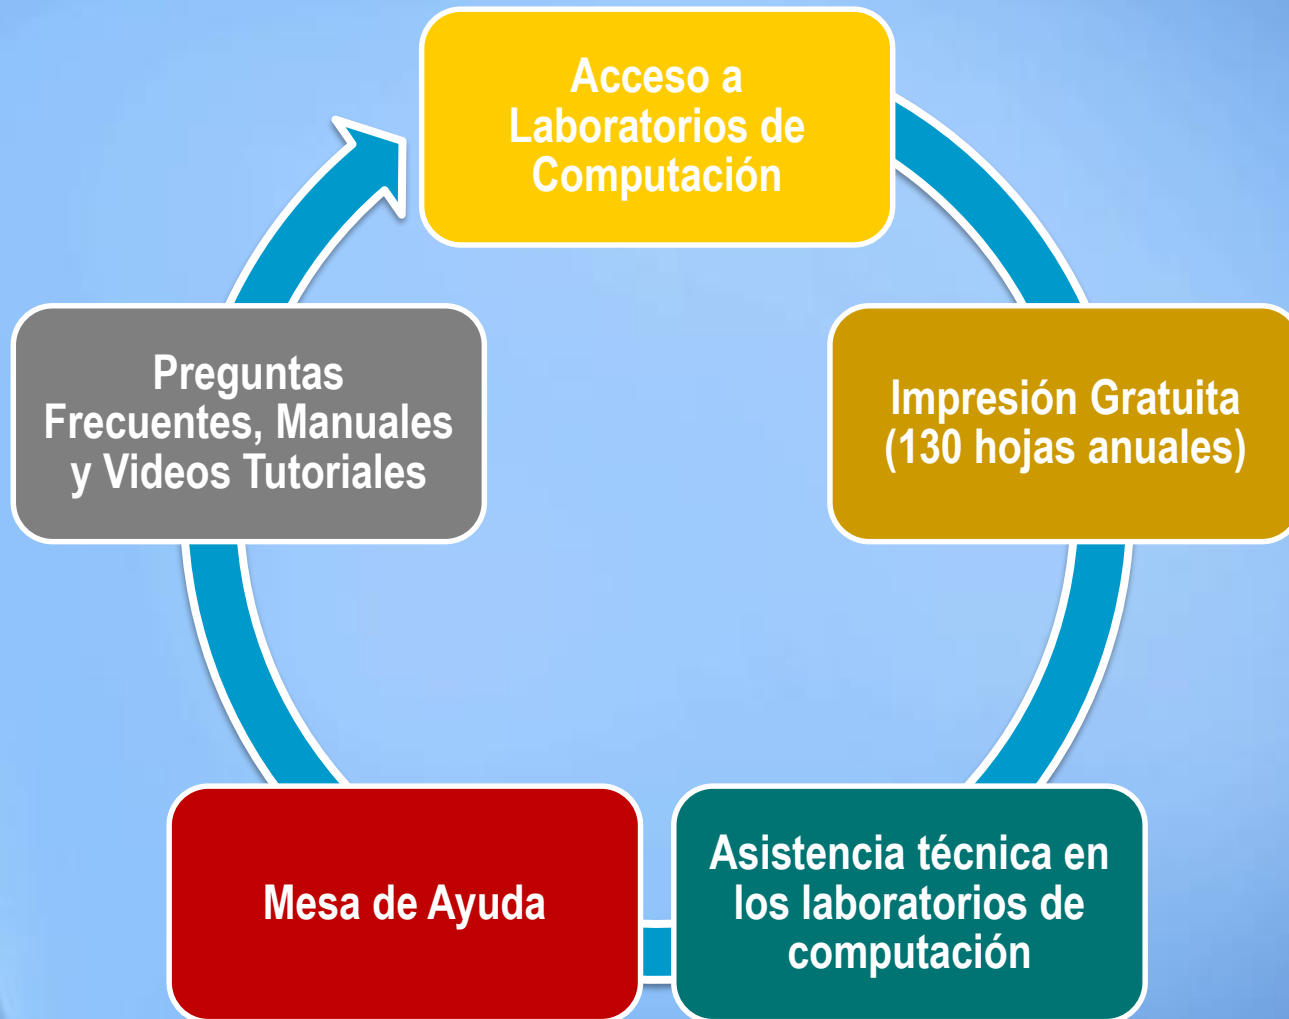 Acceso a
Laboratorios de
Computación
Impresión Gratuita
(130 hojas anuales)
Asistencia técnica en
los laboratorios de
computación
Mesa de Ayuda
Preguntas
Frecuentes, Manuales
y Videos Tutoriales